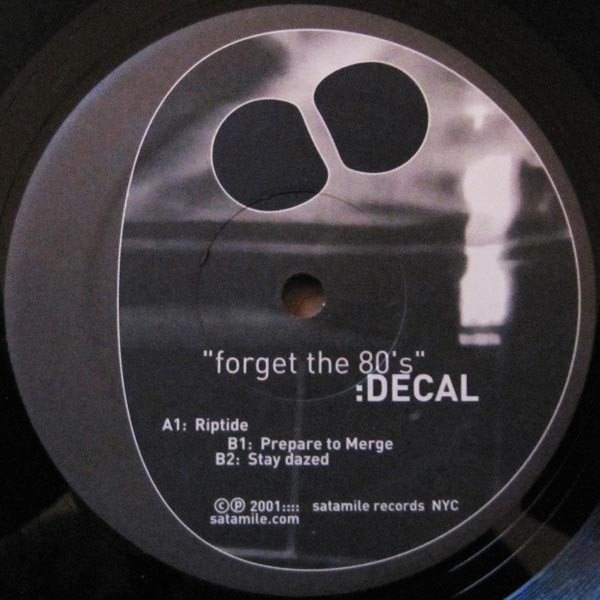 "forget the 80's"
:DECAL
A1: Riptide
B1: Prepare to Merge
B2: Stay dazed
©℗ 2001:::: satamile records NYC
satamile.com